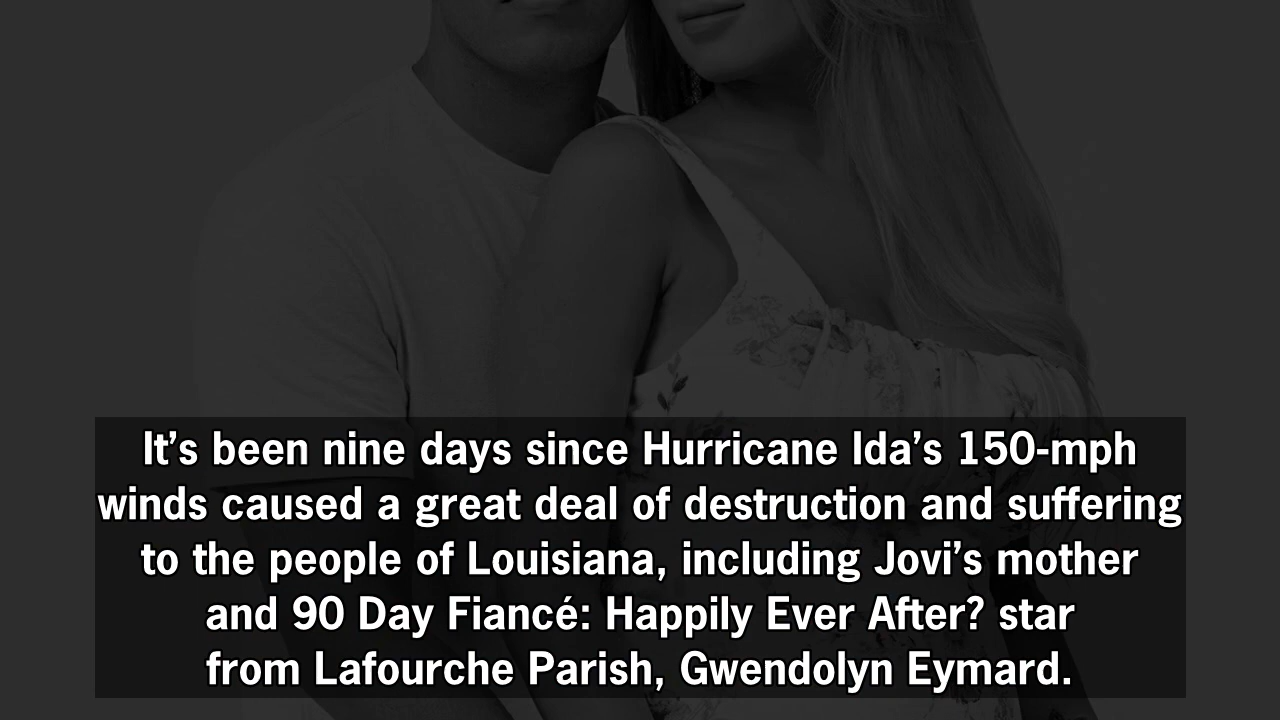 It’s been nine days since Hurricane Ida’s 150-mph
winds caused a great deal of destruction and suffering
to the people of Louisiana, including Jovi’s mother
and 90 Day Fiancé: Happily Ever After? star
from Lafourche Parish, Gwendolyn Eymard.